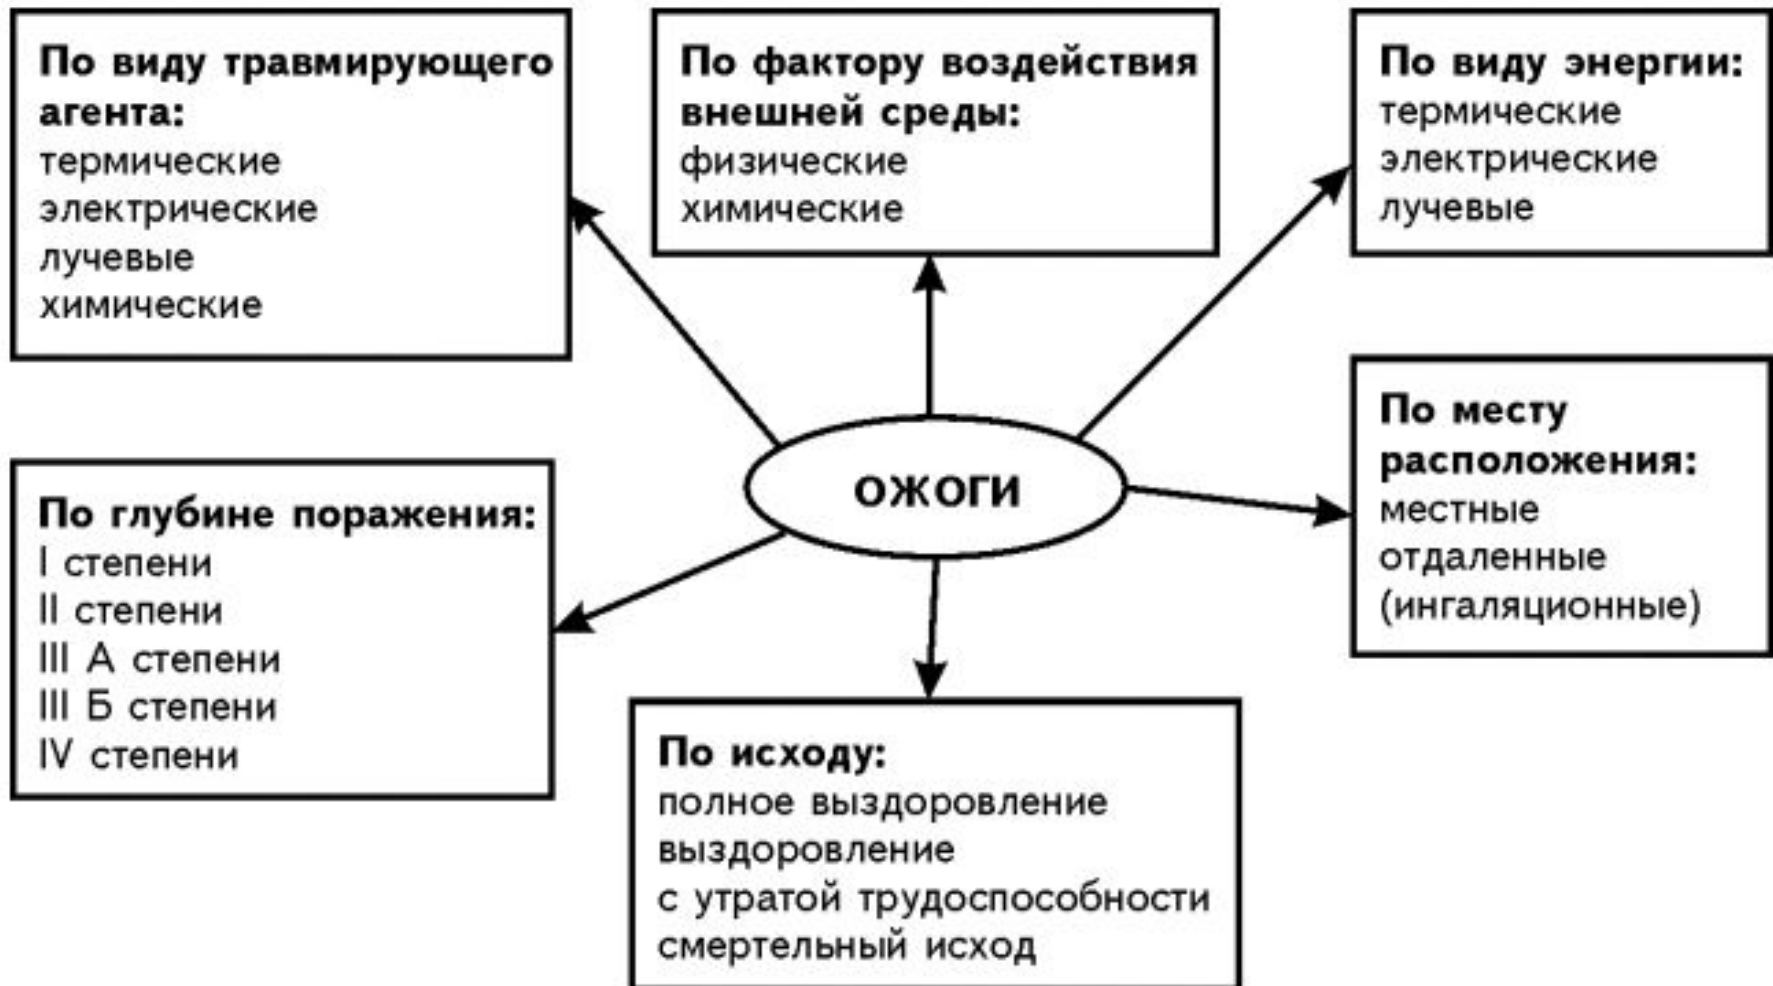 По виду травмирующего
агента:
термические
электрические
лучевые
химические
По фактору воздействия
внешней среды:
физические
химические
По виду энергии:
термические
электрические
лучевые
По месту
расположения:
местные
отдаленные
(ингаляционные)
ОЖОГИ
По глубине поражения:
I степени
II степени
III А степени
III Б степени
IV степени
По исходу:
полное выздоровление
выздоровление
с утратой трудоспособности
смертельный исход